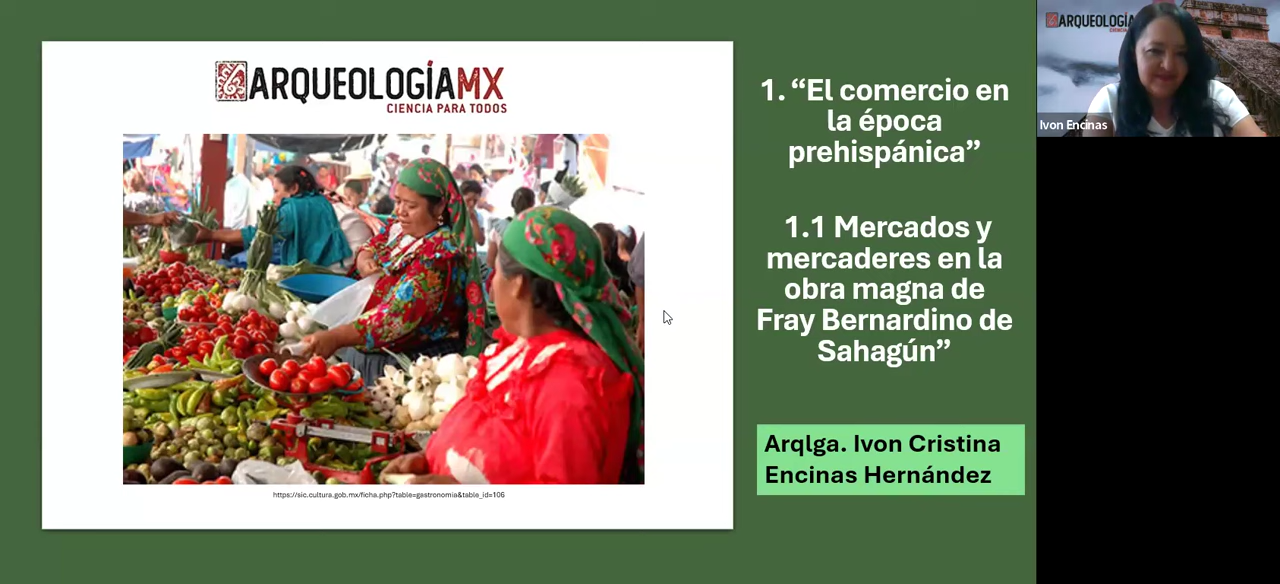 ARQUEOLOGÍAMX
CIENCIA PARA TODOS
https://sic.cultura.gob.mx/ficha.php?table=gastronomia&table_id=106
1. “El comercio en
la época
prehispánica”
1.1 Mercados y
mercaderes en la
obra magna de
Fray Bernardino de
Sahagún”
Arqlga. Ivon Cristina
Encinas Hernández
ARQUEOLOGÍA
Ivon Encinas